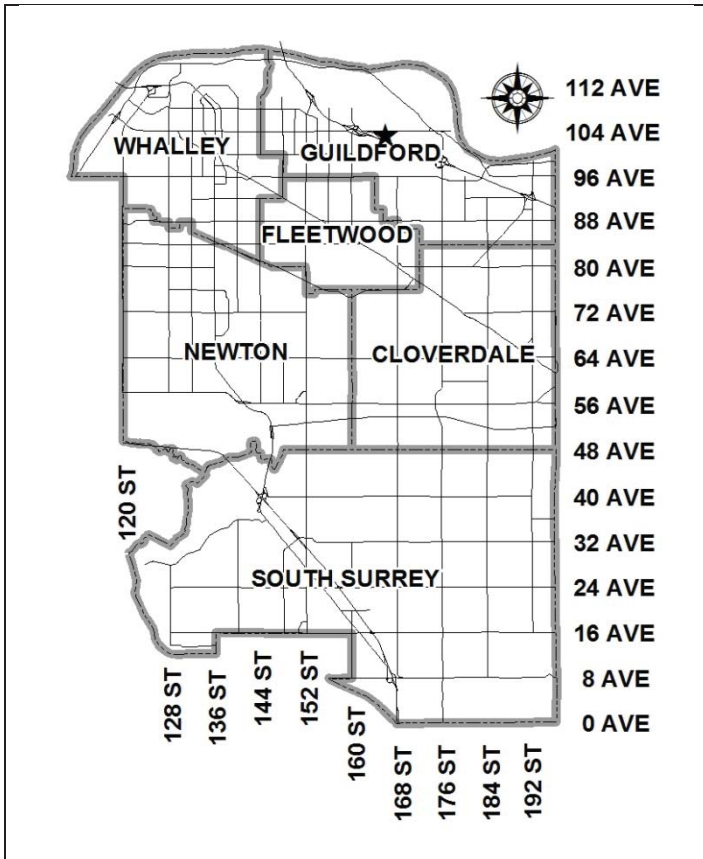 112 AVE
104 AVE
WHALLEY
GUILDFORD
96 AVE
88 AVE
FLEETWOOD
80 AVE
72 AVE
NEWTON
CLOVERDALE
64 AVE
56 AVE
48 AVE
120 ST
40 AVE
32 AVE
SOUTH SURREY
24 AVE
16 AVE
8 AVE
0 AVE
128 ST
136 ST
144 ST
152 ST
160 ST
168 ST
176 ST
184 ST
192 ST